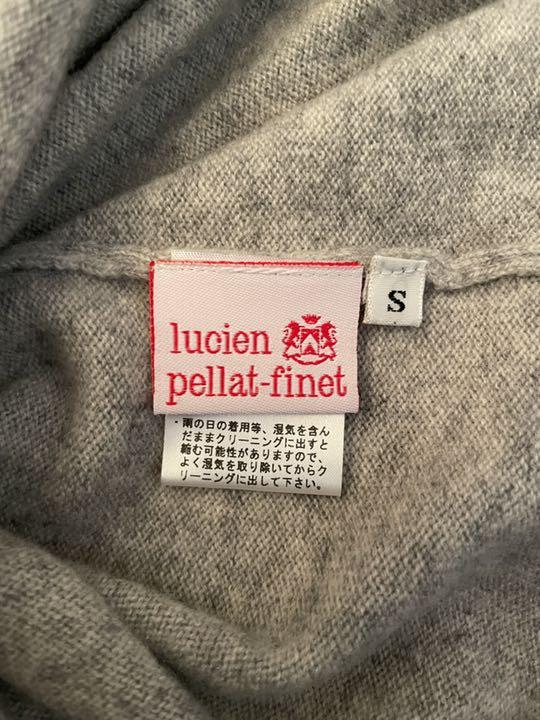 lucien
pellat-finet
S
・雨の日の着用等、湿気を含ん
だままクリーニングに出すと
縮む可能性がありますので、
よく湿気を取り除いてからク
リーニングに出して下さい。